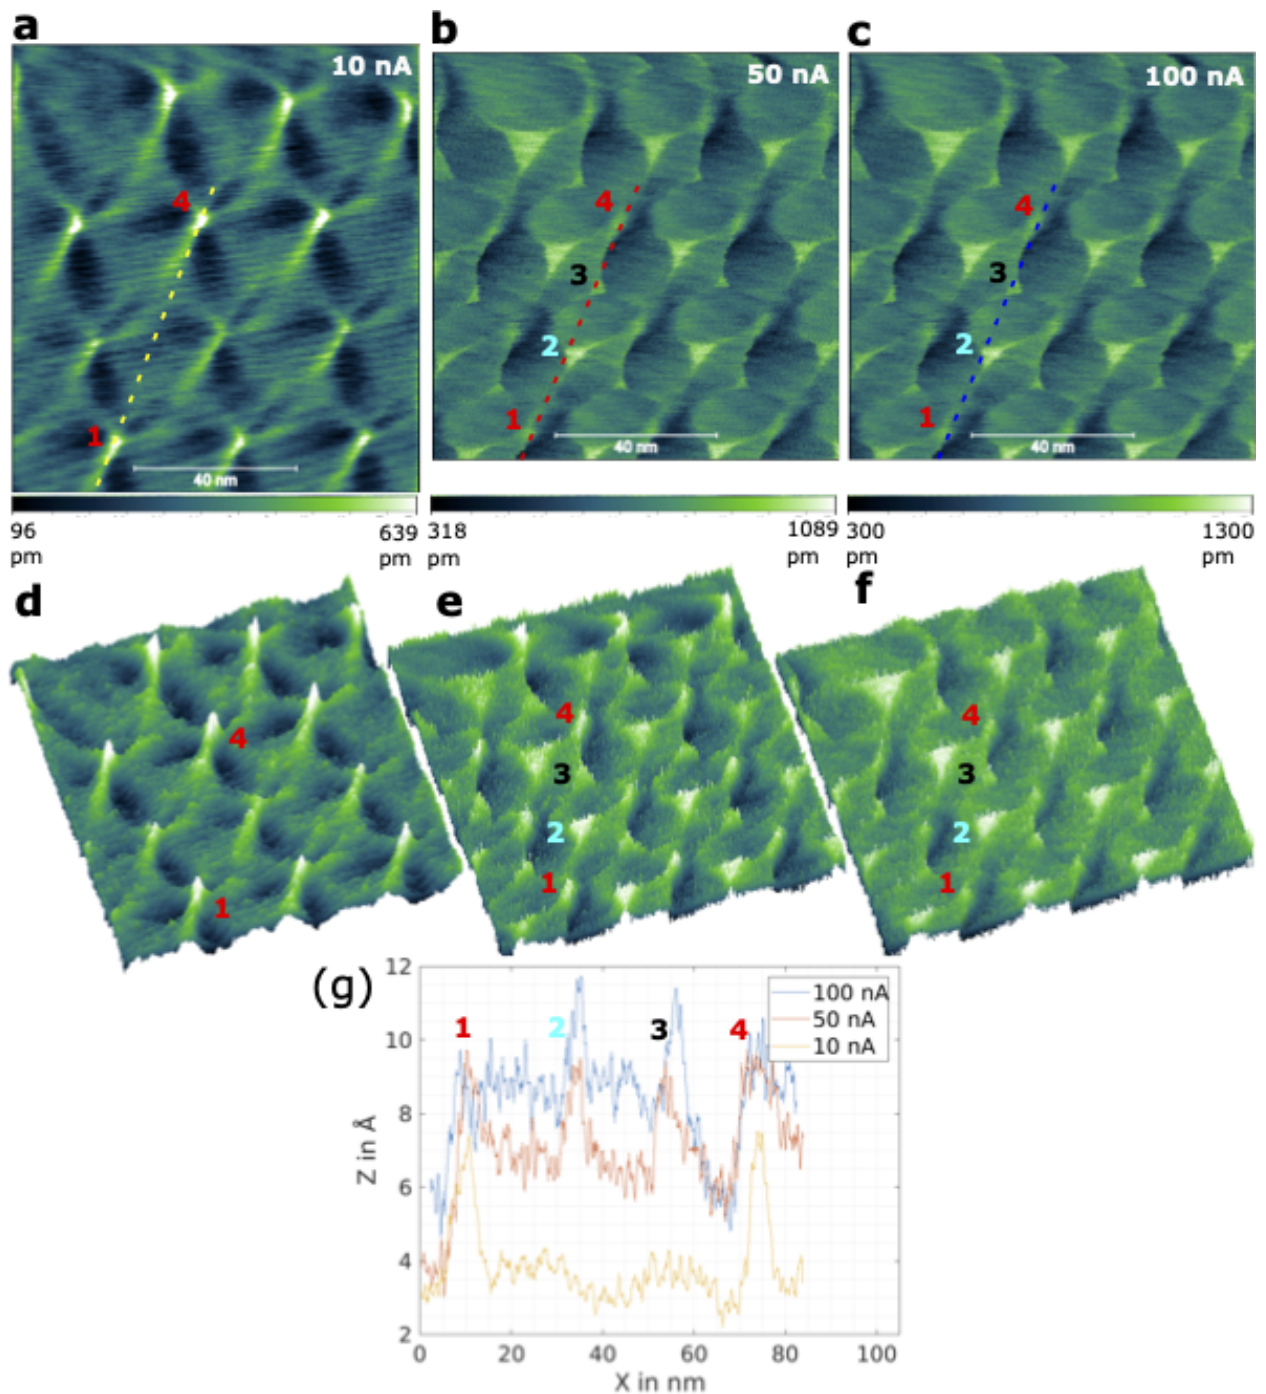 a b c
10 nA 50 nA 100 nA
4 4 4
3 3
2 2
1 1 1
40 nm 40 nm 40 nm
96 pm 639 pm 318 pm 1089 pm 300 pm 1300 pm
d e f
4 4 4
3 3
2 2
1 1 1
(g)
12
10
8
6
4
2
Z in Å
1 2 3 4
100 nA
50 nA
10 nA
0 20 40 60 80 100
X in nm